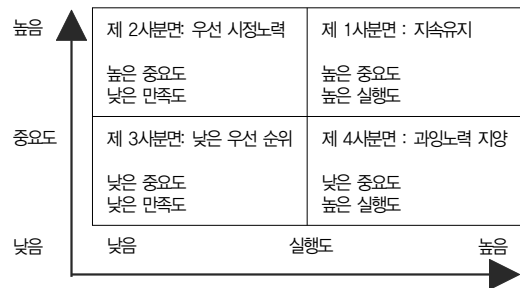 높음
제 2사분면: 우선 시정노력
높은 중요도
낮은 만족도
제 1사분면 : 지속유지
높은 중요도
높은 실행도
중요도
제 3사분면: 낮은 우선 순위
낮은 중요도
낮은 만족도
제 4사분면 : 과잉노력 지양
낮은 중요도
높은 실행도
낮음
낮음
실행도
높음